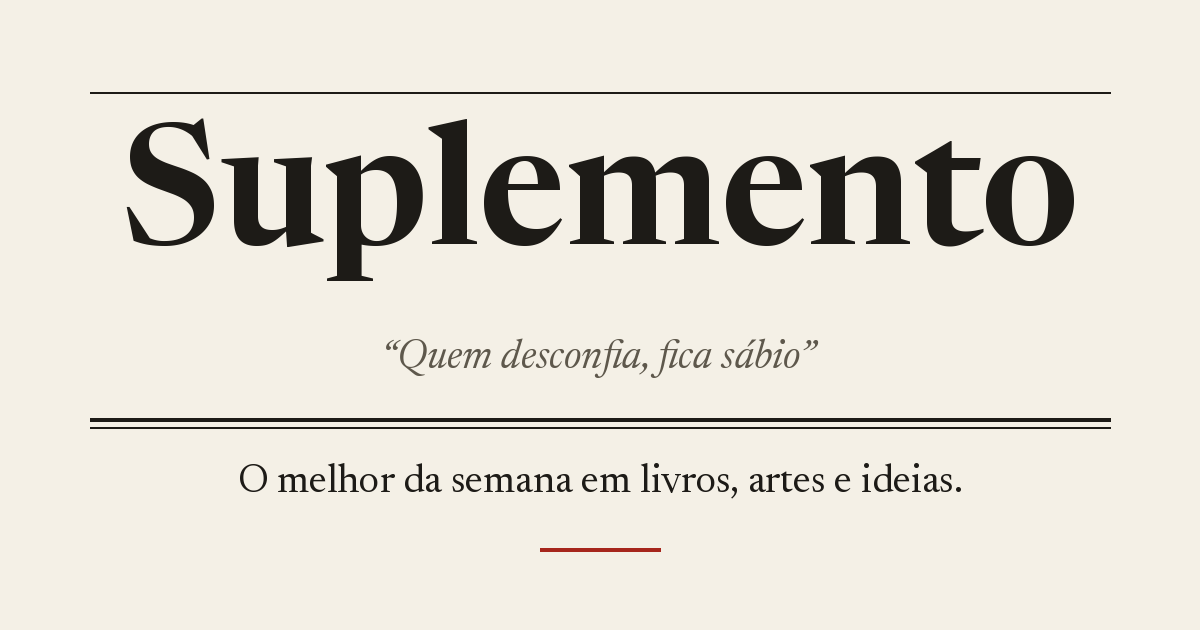 Suplemento
“Quem desconfia, fica sábio”
O melhor da semana em livros, artes e ideias.